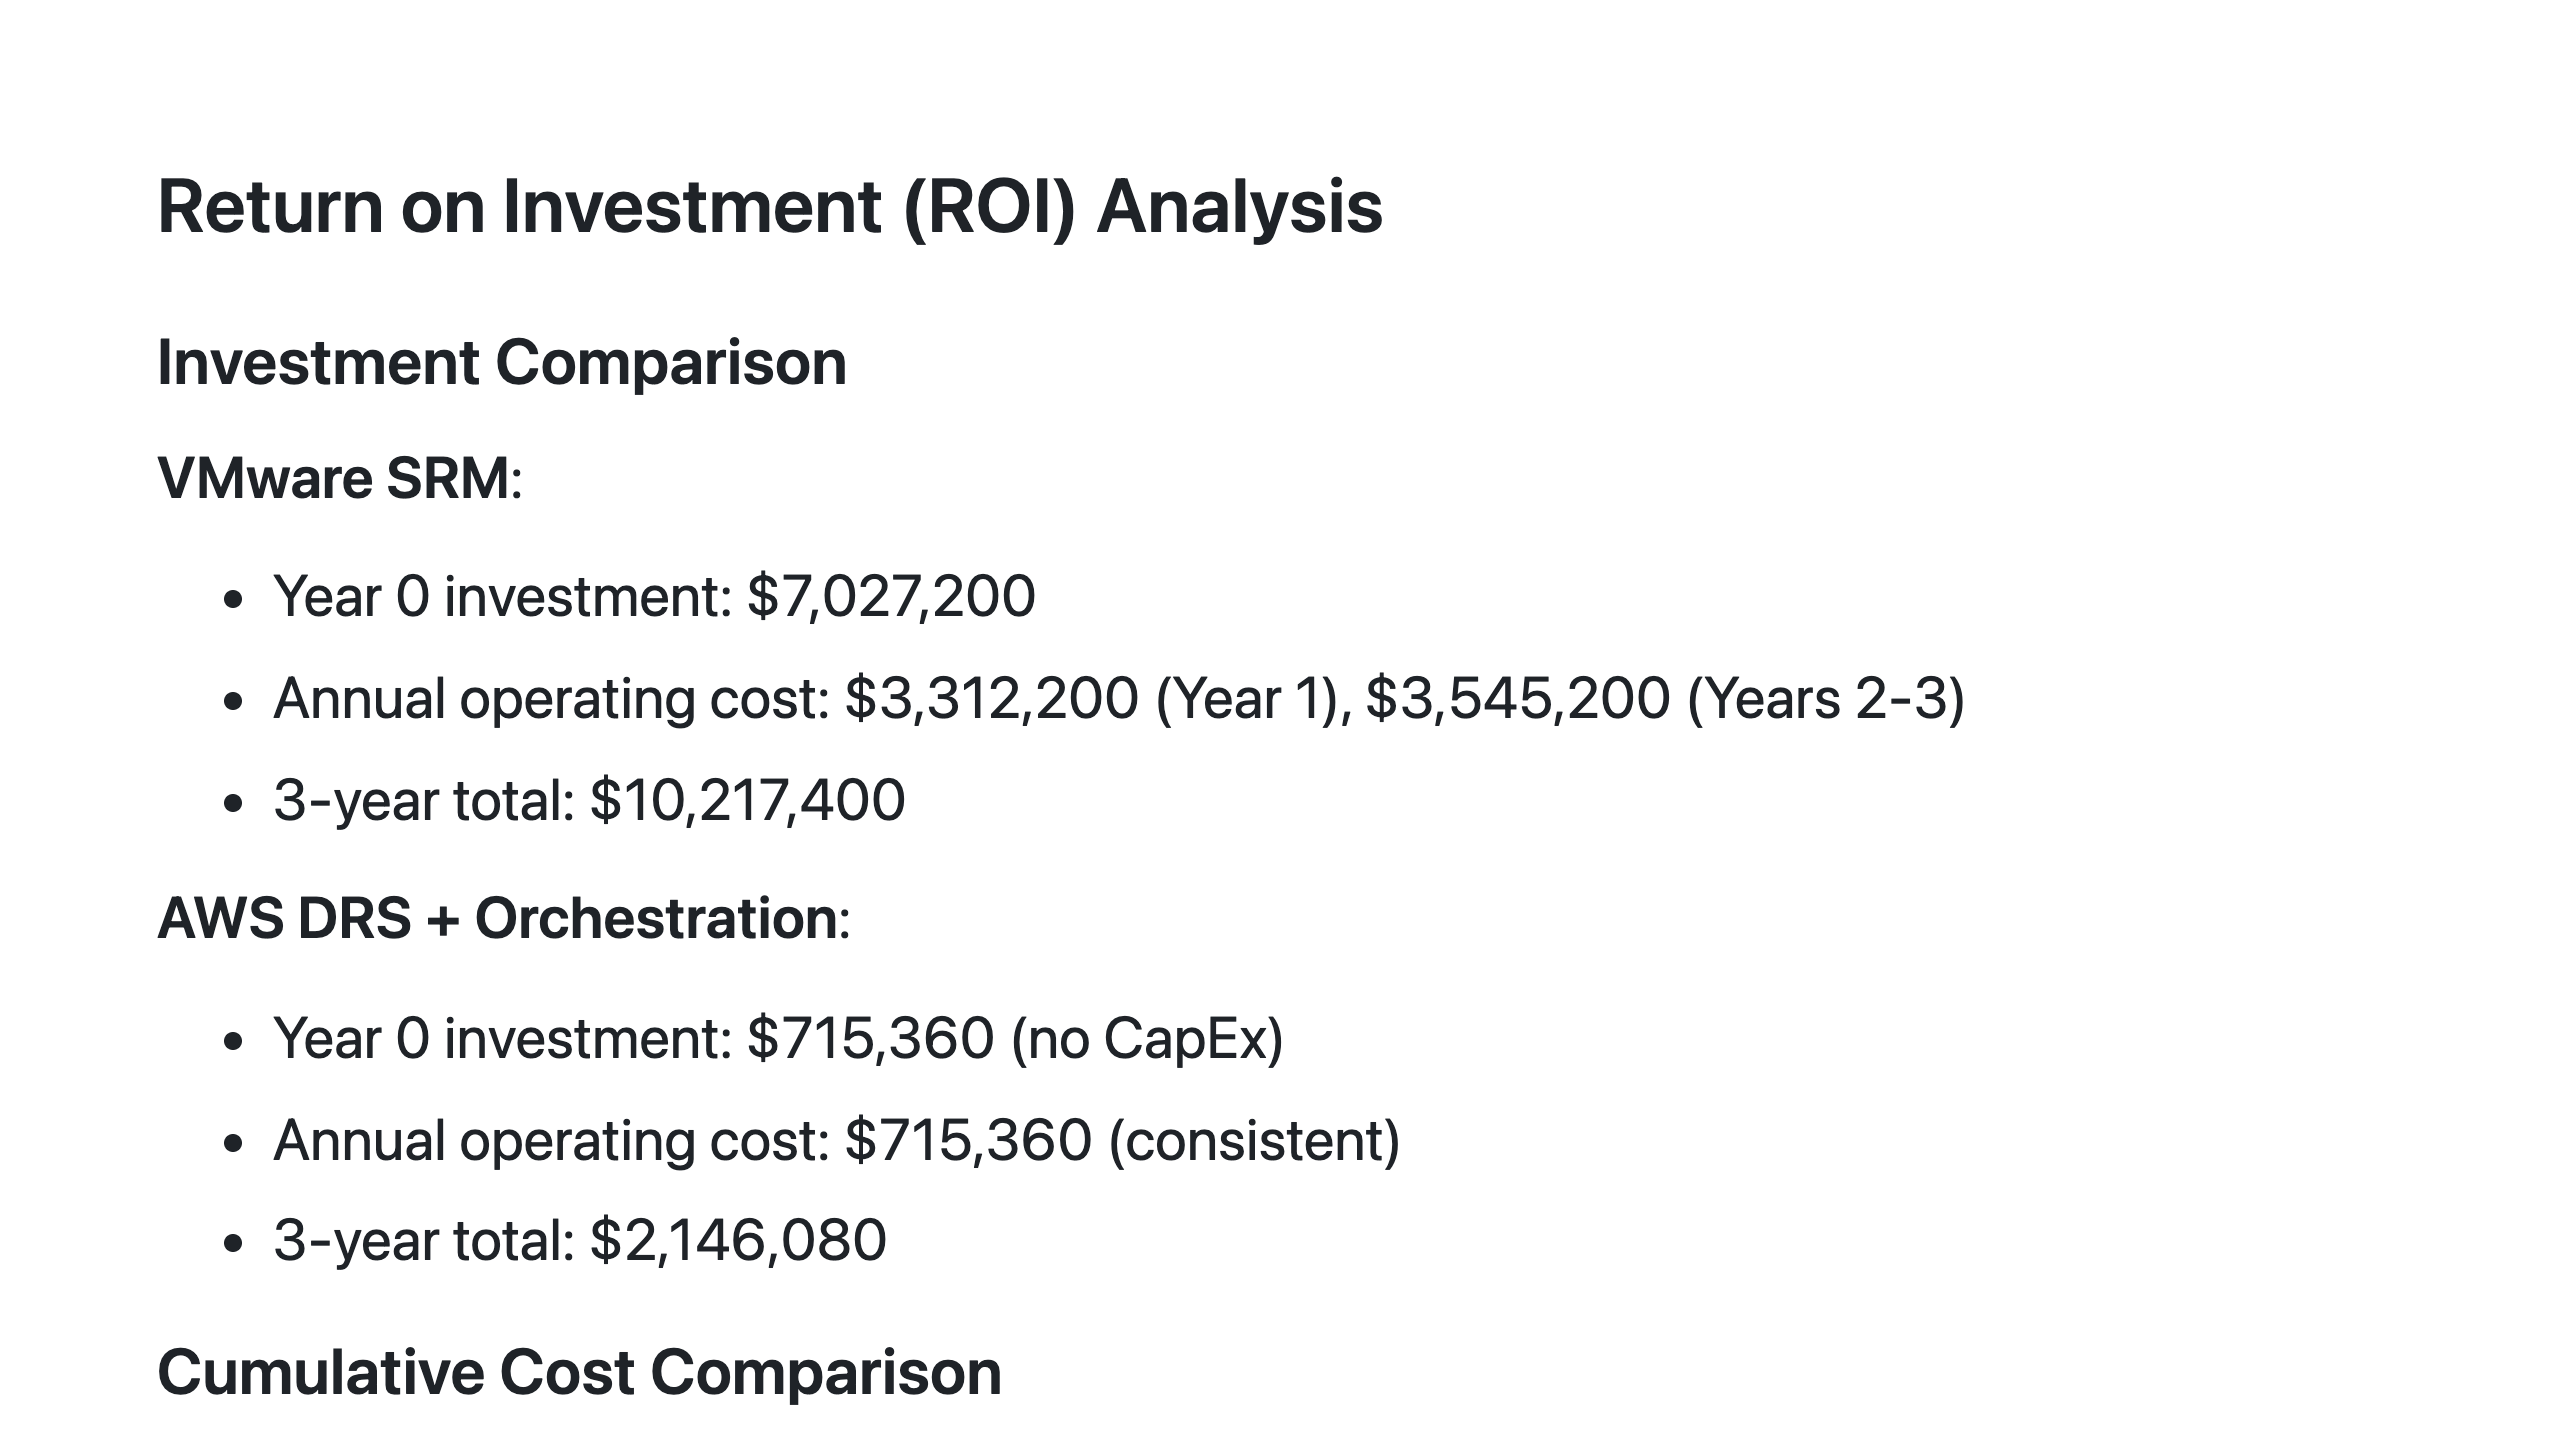 Return on Investment (ROI) Analysis
Investment Comparison
VMware SRM:
• Year 0 investment: $7,027,200
• Annual operating cost: $3,312,200 (Year 1), $3,545,200 (Years 2-3)
• 3-year total: $10,217,400
AWS DRS + Orchestration:
• Year 0 investment: $715,360 (no CapEx)
• Annual operating cost: $715,360 (consistent)
• 3-year total: $2,146,080
Cumulative Cost Comparison